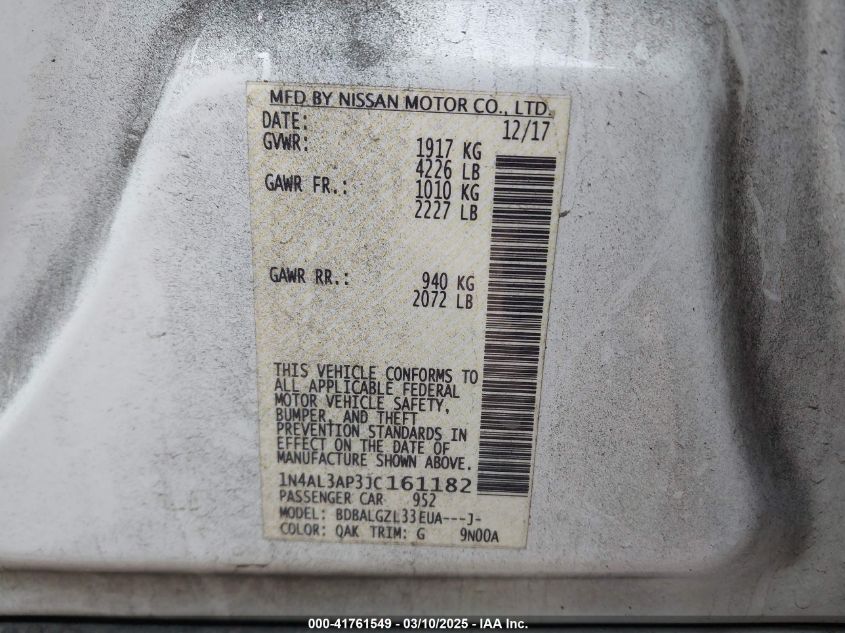 MFD BY NISSAN MOTOR CO., LTD.
DATE: 12/17
GVWR: 1917 KG
4226 LB
GAWR FR.: 1010 KG
2227 LB
GAWR RR.: 940 KG
2072 LB
THIS VEHICLE CONFORMS TO
ALL APPLICABLE FEDERAL
MOTOR VEHICLE SAFETY,
BUMPER, AND THEFT
PREVENTION STANDARDS IN
EFFECT ON THE DATE OF
MANUFACTURE SHOWN ABOVE.
1N4AL3AP3JC161182
PASSENGER CAR 952
MODEL: BDBALGZL33EUA---J-
COLOR: QAK TRIM: G 9N00A
000-41761549 — 03/10/2025 — IAA Inc.